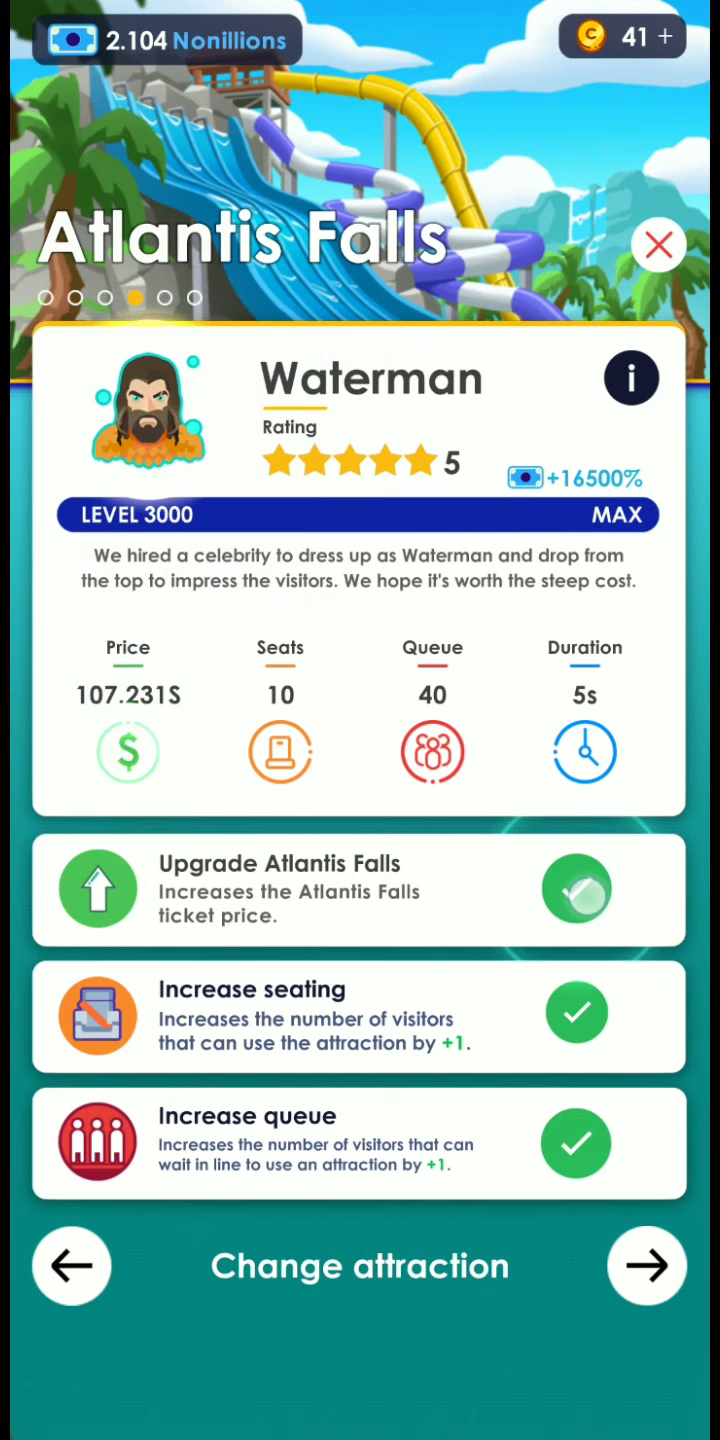 2.104 Nonillions
C 41 +
Atlantis Falls
Waterman
i
Rating
5
+16500%
LEVEL 3000 MAX
We hired a celebrity to dress up as Waterman and drop from
the top to impress the visitors. We hope it's worth the steep cost.
Price Seats Queue Duration
107.231S 10 40 5s
$
Upgrade Atlantis Falls
Increases the Atlantis Falls
ticket price.
Increase seating
Increases the number of visitors
that can use the attraction by +1.
Increase queue
Increases the number of visitors that can
wait in line to use an attraction by +1.
Change attraction